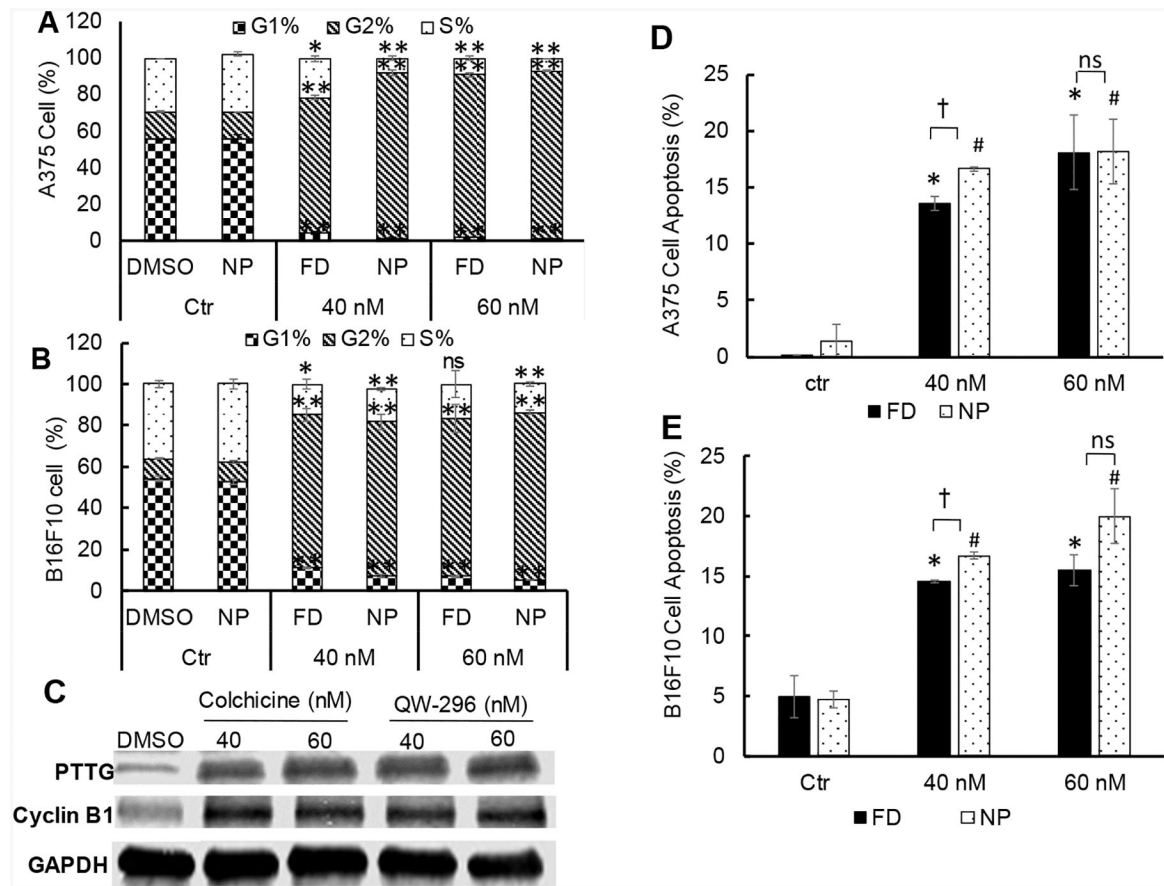 A
G1% G2% S%
120
100
80
60
40
20
0
A375 Cell (%)
* ** ** **
** ** ** **
** ** ** **
DMSO NP FD NP FD NP
Ctr 40 nM 60 nM
B
G1% G2% S%
120
100
80
60
40
20
0
B16F10 cell (%)
* ** ns **
** ** ** **
** ** ** **
DMSO NP FD NP FD NP
Ctr 40 nM 60 nM
C
Colchicine (nM) QW-296 (nM)
DMSO 40 60 40 60
PTTG
Cyclin B1
GAPDH
D
25
20
15
10
5
0
A375 Cell Apoptosis (%)
† ns
* # * #
ctr 40 nM 60 nM
FD NP
E
25
20
15
10
5
0
B16F10 Cell Apoptosis (%)
† ns
* # * #
Ctr 40 nM 60 nM
FD NP